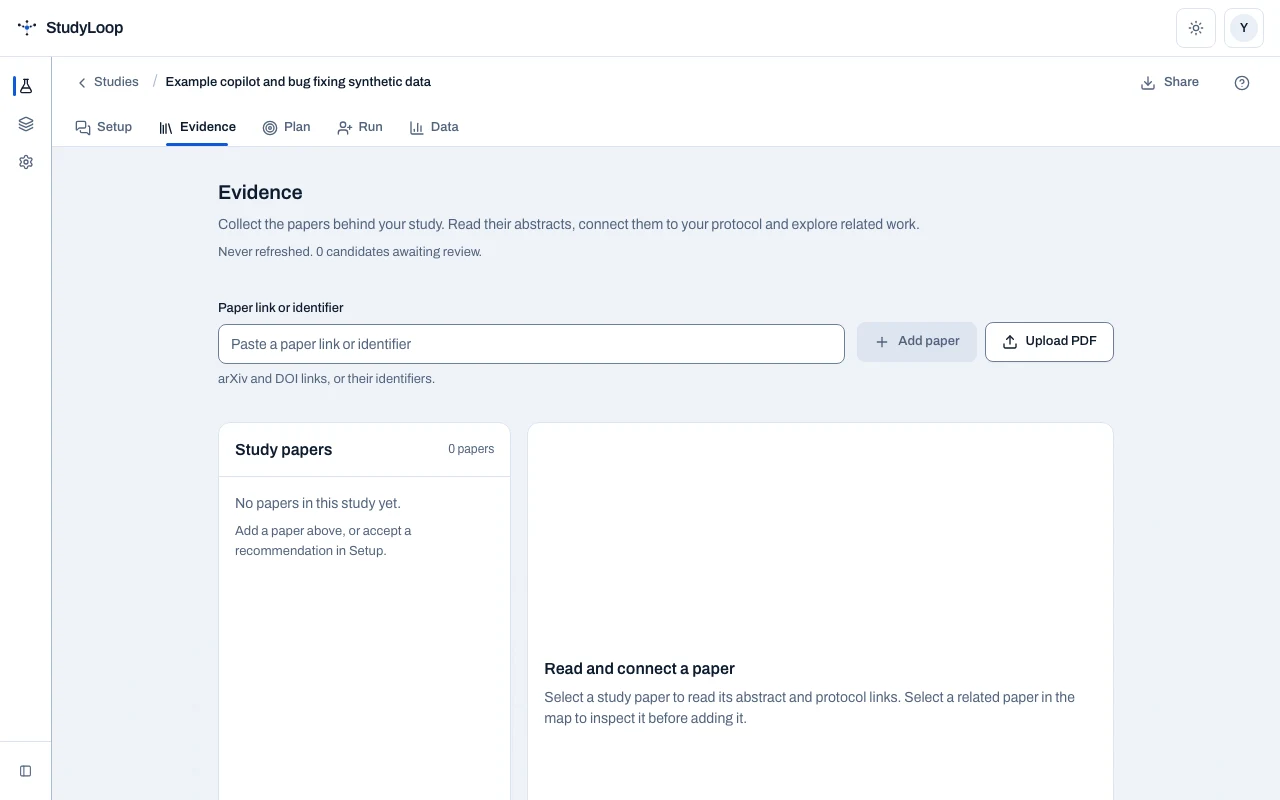 StudyLoop
Y
Studies / Example copilot and bug fixing synthetic data
Share
Setup
Evidence
Plan
Run
Data
Evidence
Collect the papers behind your study. Read their abstracts, connect them to your protocol and explore related work.
Never refreshed. 0 candidates awaiting review.
Paper link or identifier
Paste a paper link or identifier
Add paper
Upload PDF
arXiv and DOI links, or their identifiers.
Study papers
0 papers
No papers in this study yet.
Add a paper above, or accept a
recommendation in Setup.
Read and connect a paper
Select a study paper to read its abstract and protocol links. Select a related paper in the
map to inspect it before adding it.